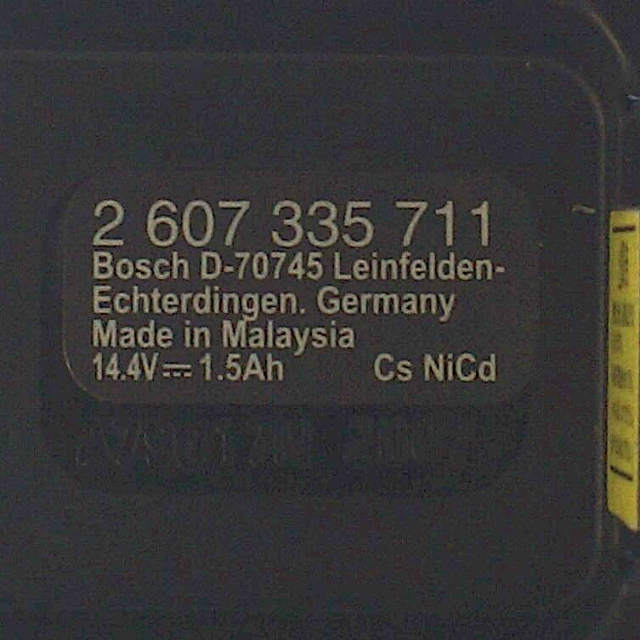 2 607 335 711
Bosch D-70745 Leinfelden-
Echterdingen. Germany
Made in Malaysia
14.4V⎓1.5Ah Cs NiCd